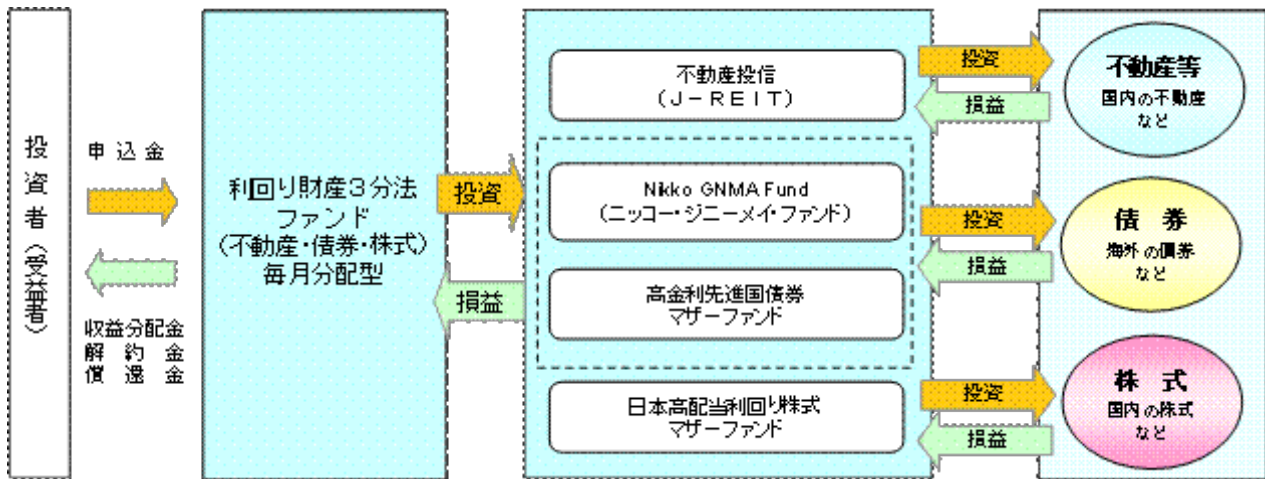 投資者（受益者）
申込金
収益分配金
解約金
償還金
利回り財産３分法
ファンド
（不動産・債券・株式）
毎月分配型
投資
損益
不動産投信
（Ｊ－ＲＥＩＴ）
Nikko GNMA Fund
（ニッコー・ジニーメイ・ファンド）
高金利先進国債券
マザーファンド
日本高配当利回り株式
マザーファンド
投資
損益
投資
損益
投資
損益
不動産等
国内の不動産
など
債券
海外の債券
など
株式
国内の株式
など